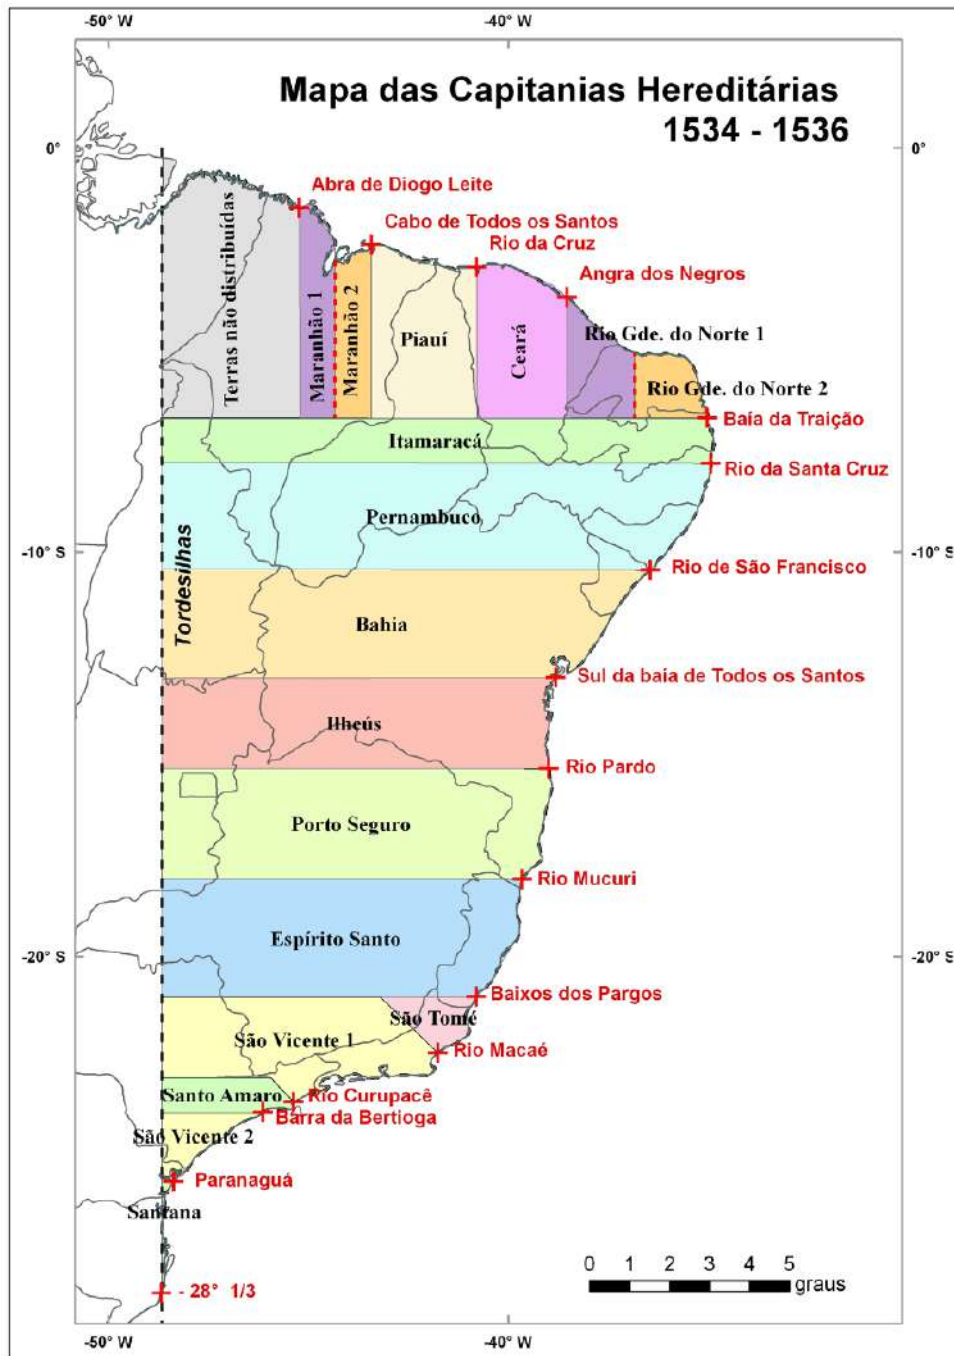 -50° W
-40° W
Mapa das Capitanias Hereditárias
1534 - 1536
0°
0°
Abra de Diogo Leite
Cabo de Todos os Santos
Rio da Cruz
Angra dos Negros
Terras não distribuídas
Maranhão 1
Maranhão 2
Piauí
Ceará
Rio Gde. do Norte 1
Rio Gde. do Norte 2
Baía da Traição
Itamaracá
Rio da Santa Cruz
Pernambuco
Tordesilhas
-10° S
-10° S
Rio de São Francisco
Bahia
Sul da baia de Todos os Santos
Ilheús
Rio Pardo
Porto Seguro
Rio Mucuri
Espírito Santo
-20° S
-20° S
Baixos dos Pargos
São Tomé
São Vicente 1
Rio Macaé
Santo Amaro
Rio Curupacê
Barra da Bertioga
São Vicente 2
Paranaguá
Santana
- 28° 1/3
0 1 2 3 4 5
graus
-50° W
-40° W